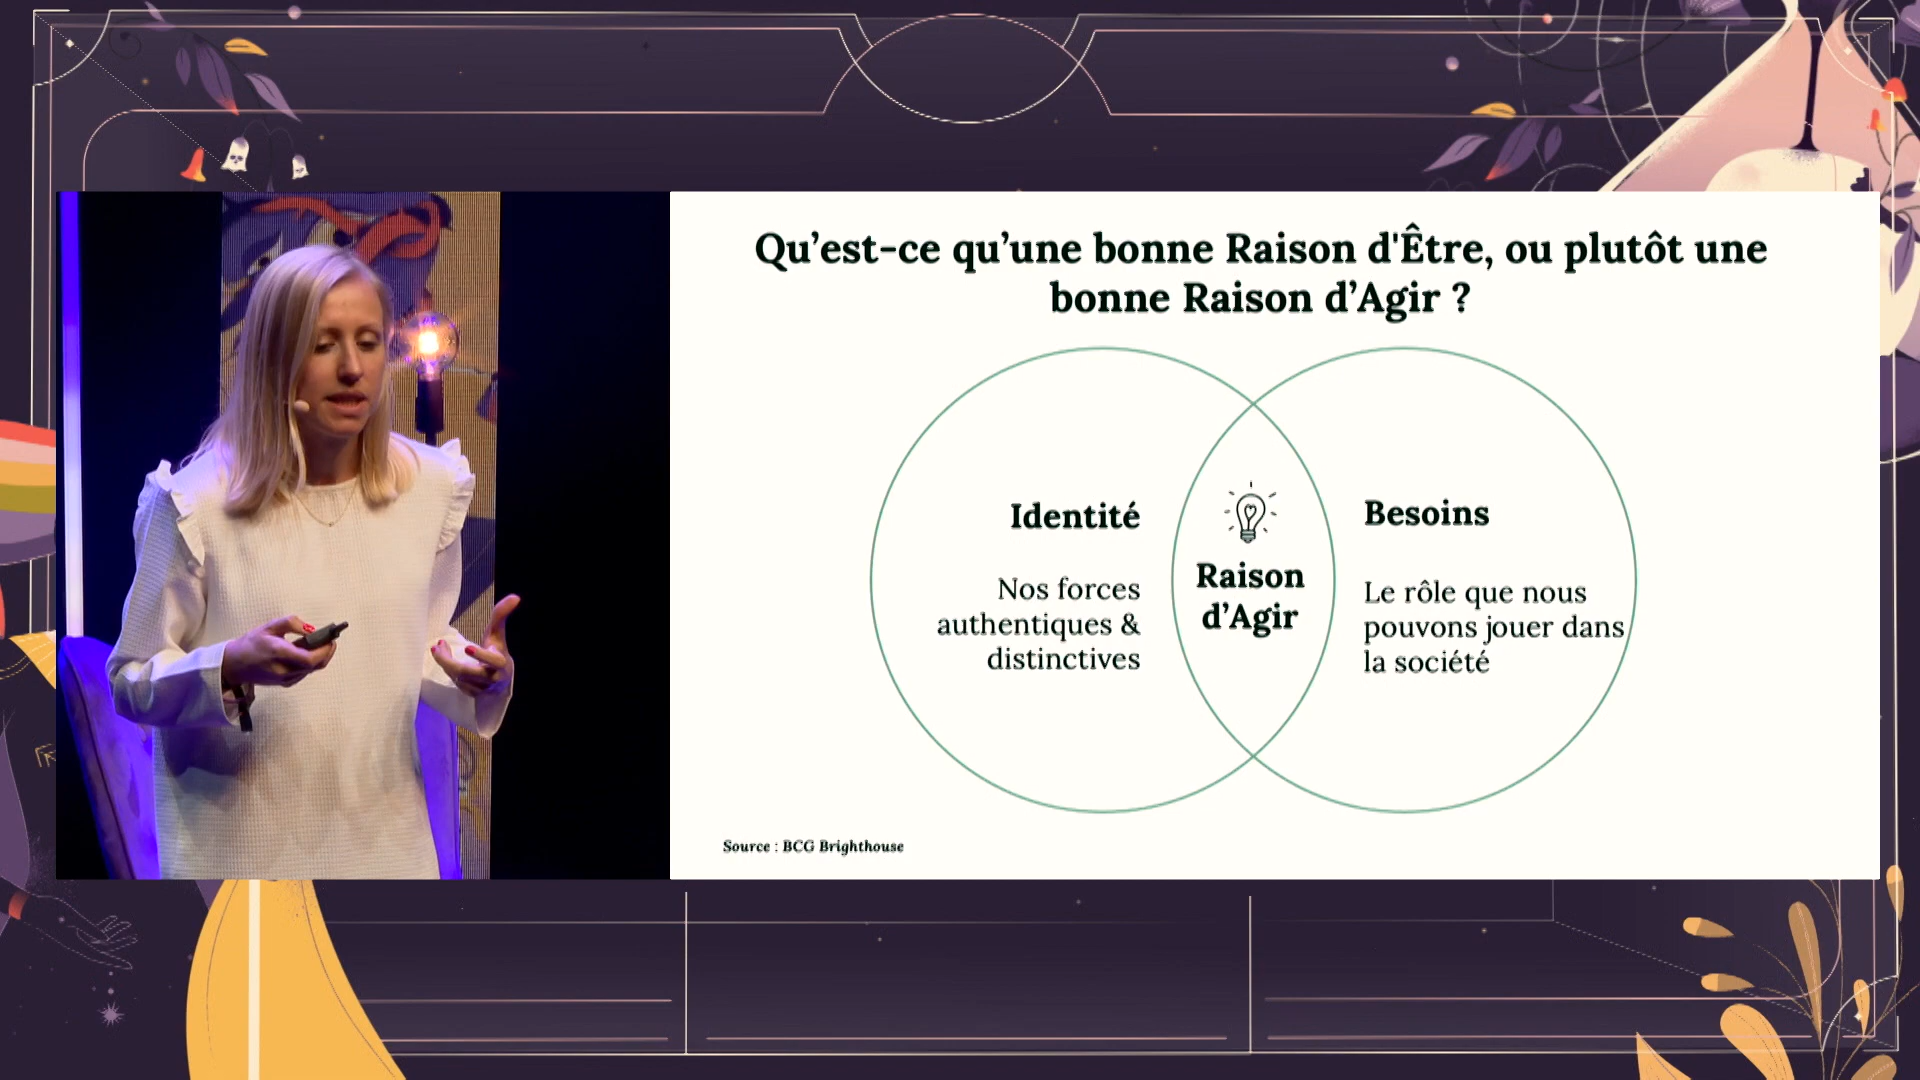 Qu’est-ce qu’une bonne Raison d'Être, ou plutôt une
bonne Raison d’Agir ?
Identité
Nos forces
authentiques &
distinctives
Raison
d’Agir
Besoins
Le rôle que nous
pouvons jouer dans
la société
Source : BCG Brighthouse